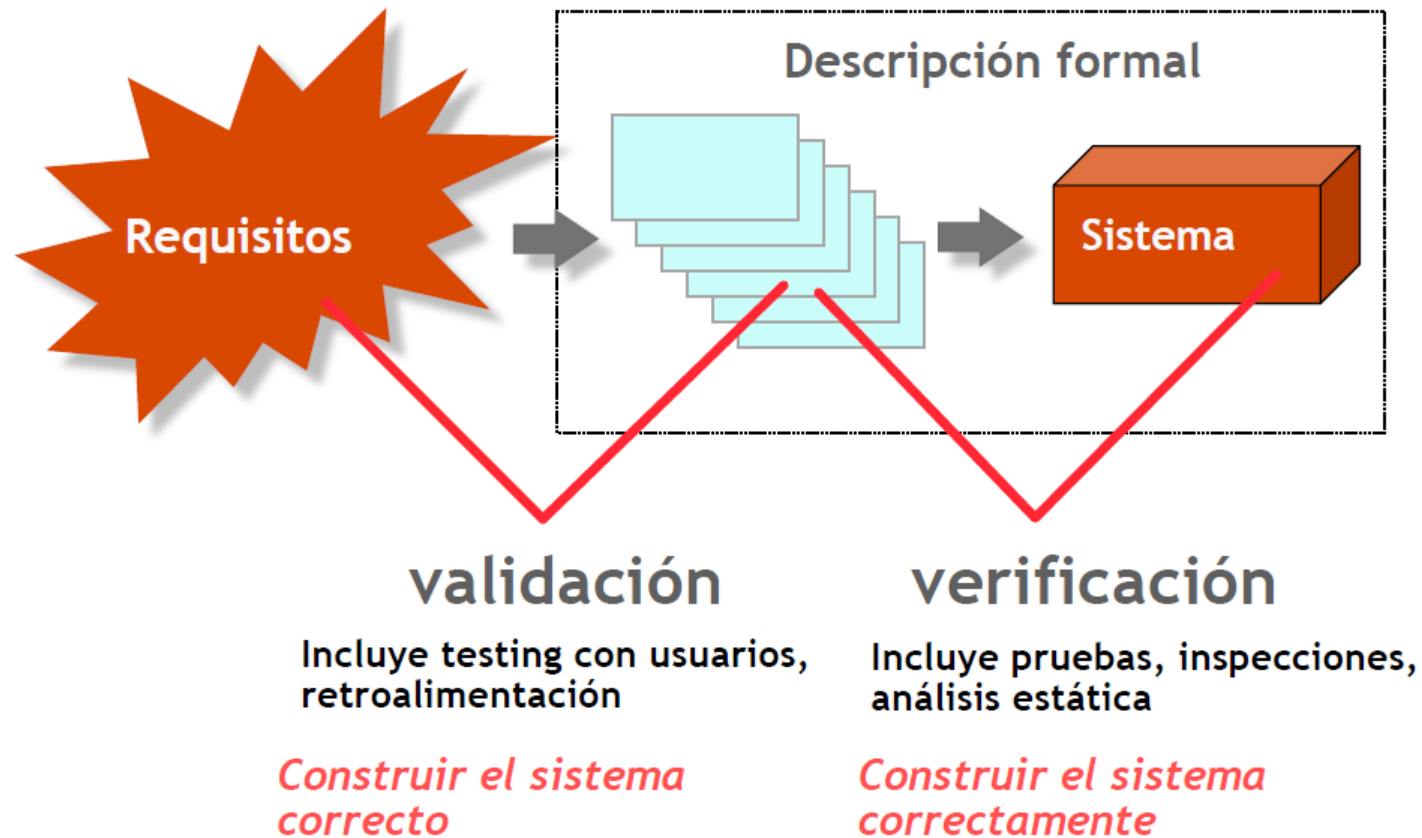 Descripción formal
Requisitos
Sistema
validación
Incluye testing con usuarios,
retroalimentación
Construir el sistema
correcto
verificación
Incluye pruebas, inspecciones,
análisis estática
Construir el sistema
correctamente